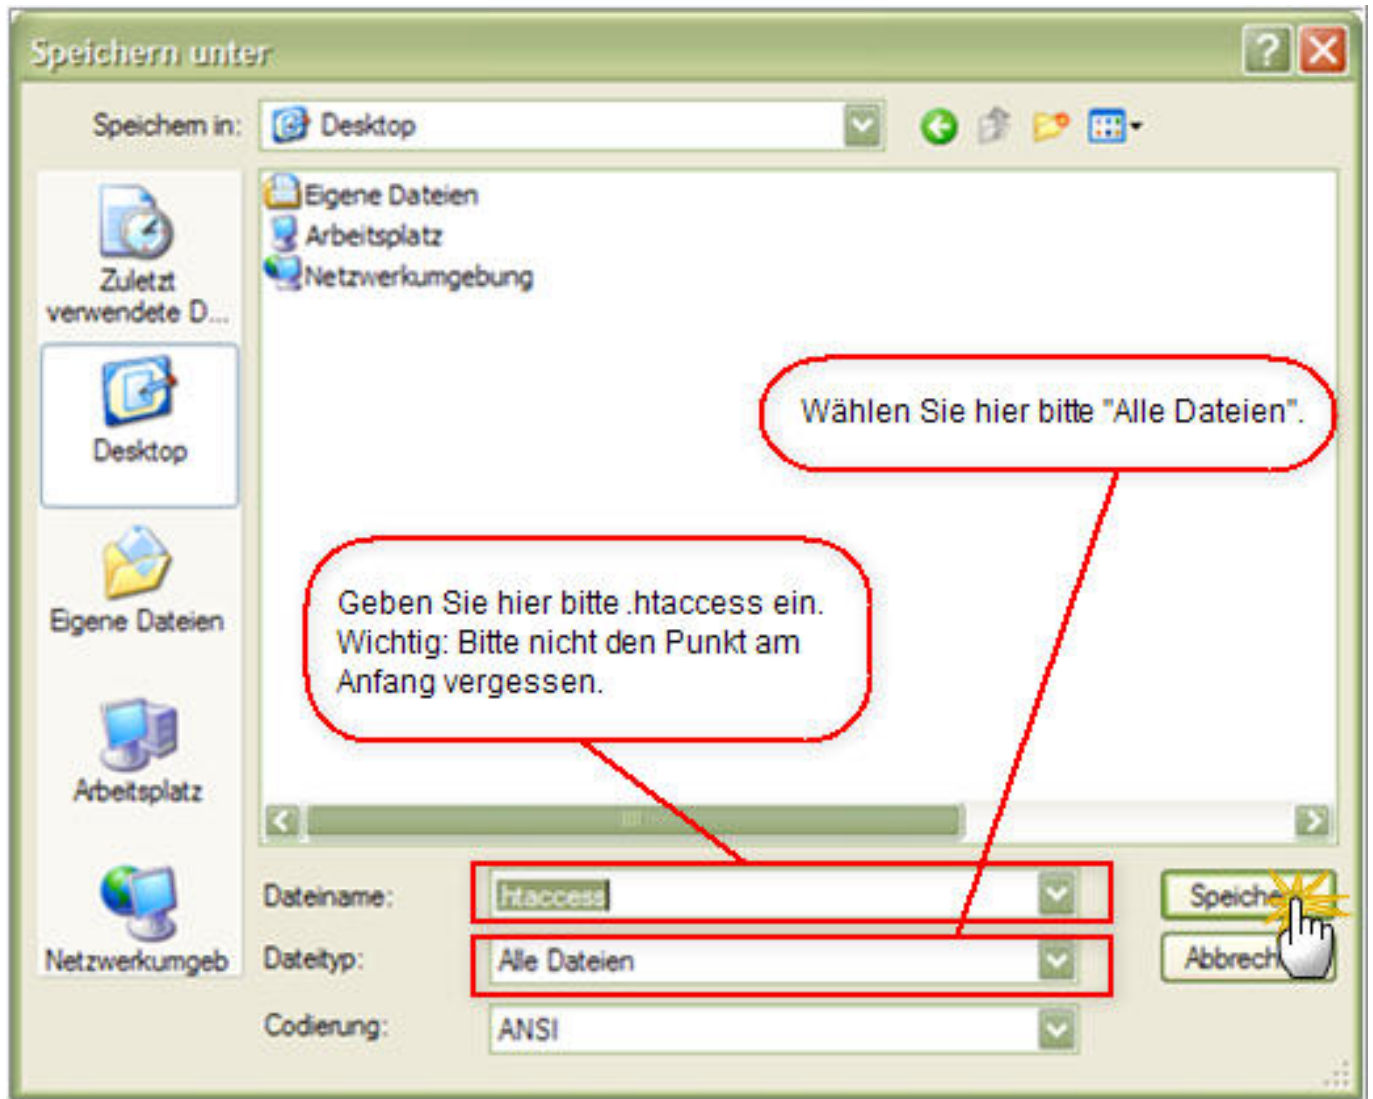 Speichern unter
Speichern in:
Desktop
Eigene Dateien
Arbeitsplatz
Netzwerkumgebung
Zuletzt
verwendete D...
Desktop
Eigene Dateien
Arbeitsplatz
Netzwerkumgeb
Wählen Sie hier bitte "Alle Dateien".
Geben Sie hier bitte .htaccess ein.
Wichtig: Bitte nicht den Punkt am
Anfang vergessen.
Dateiname:
.htaccess
Speiche
Dateityp:
Alle Dateien
Abbrech
Codierung:
ANSI